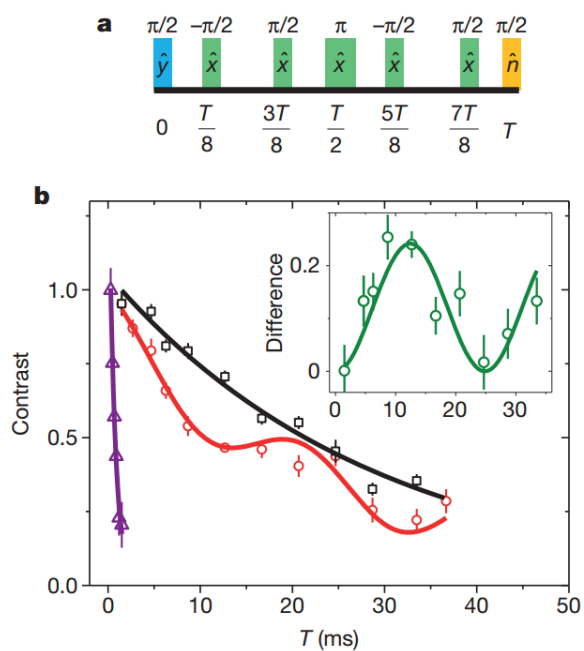 a
π/2 −π/2 π/2 π −π/2 π/2 π/2
ŷ x̂ x̂ x̂ x̂ x̂ n̂
0 T/8 3T/8 T/2 5T/8 7T/8 T
b
1.0
0.5
0.0
Contrast
0 10 20 30 40 50
T (ms)
0.2
0
Difference
0 10 20 30